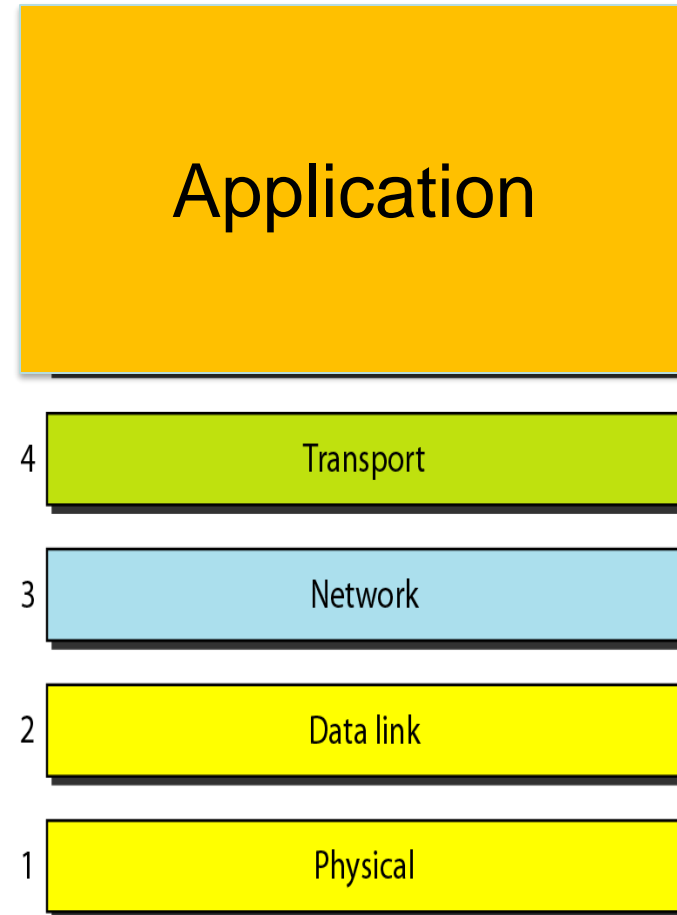 Application
4 Transport
3 Network
2 Data link
1 Physical